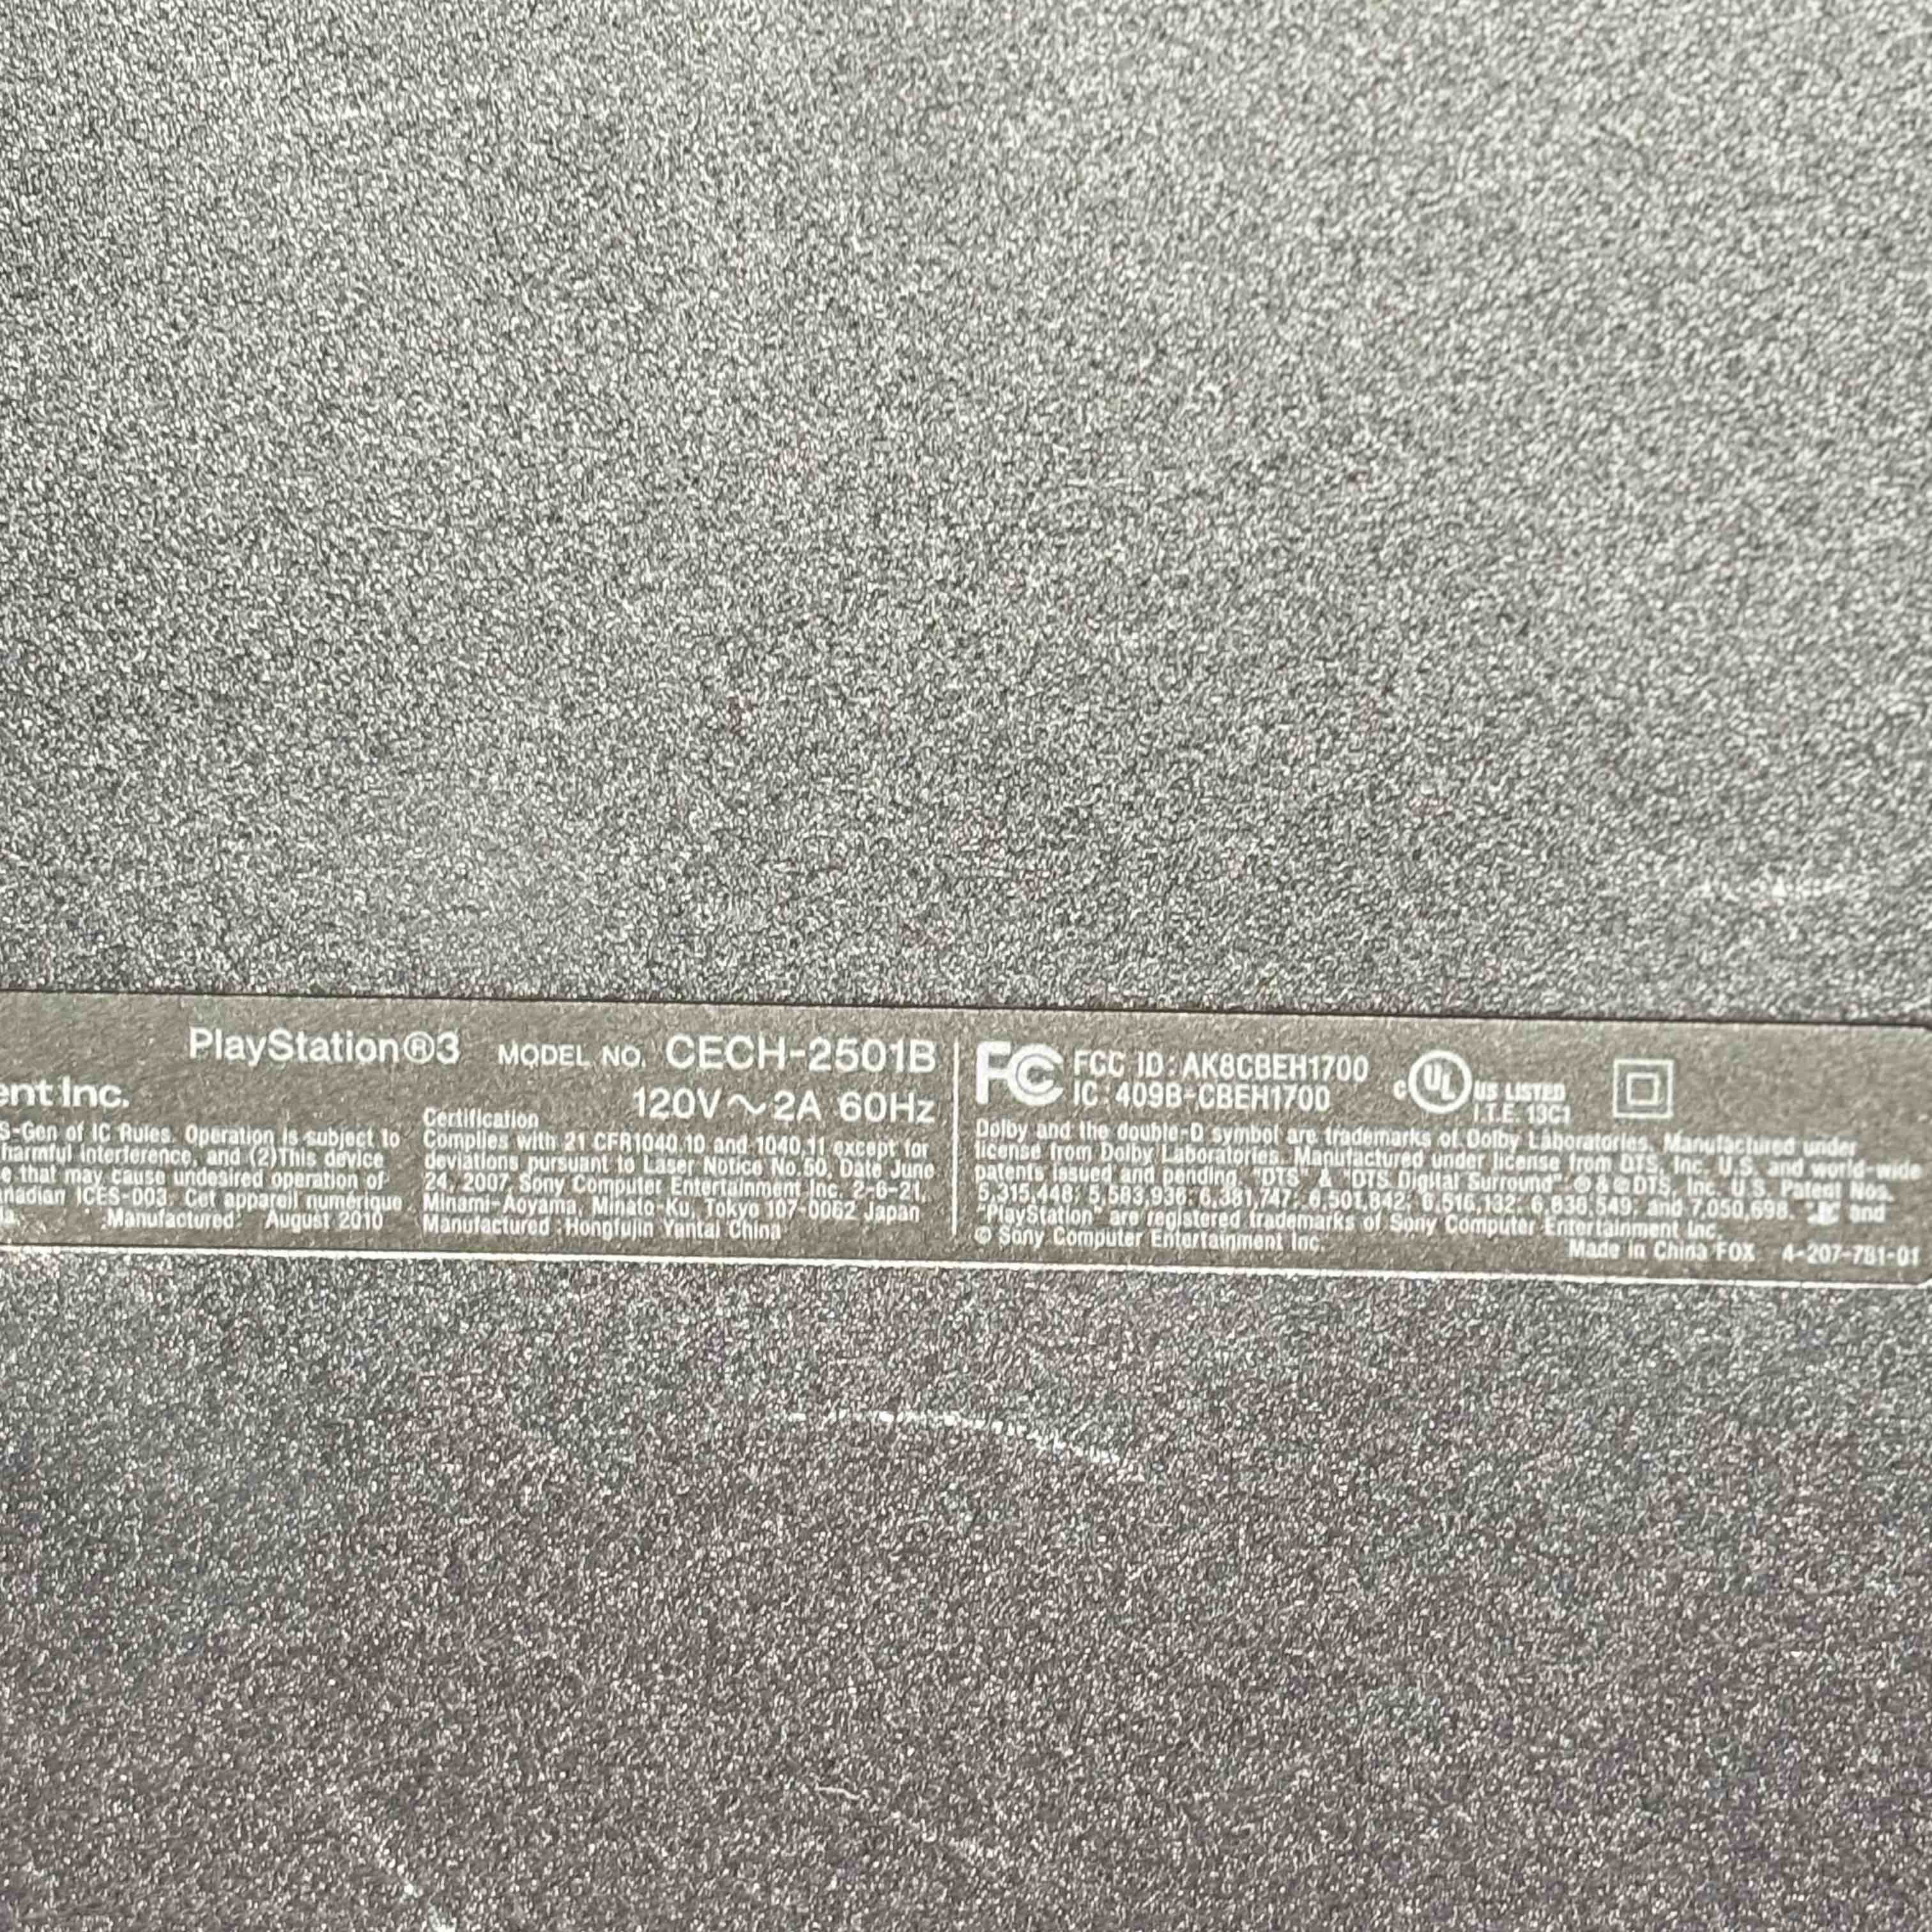 PlayStation®3 MODEL NO. CECH-2501B
ent Inc.
120V～2A 60Hz
S-Gen of IC Rules. Operation is subject to
harmful interference, and (2)This device
e that may cause undesired operation of
nadian ICES-003. Cet appareil numérique
Manufactured: August 2010
Certification
Complies with 21 CFR1040.10 and 1040.11 except for
deviations pursuant to Laser Notice No.50, Date June
24, 2007, Sony Computer Entertainment Inc. 2-6-21,
Minami-Aoyama, Minato-Ku, Tokyo 107-0062 Japan
Manufactured :Hongfujin Yantai China
FC FCC ID: AK8CBEH1700
IC: 409B-CBEH1700
c UL US LISTED
I.T.E. 13C1
Dolby and the double-D symbol are trademarks of Dolby Laboratories. Manufactured under
license from Dolby Laboratories. Manufactured under license from DTS, Inc. U.S. and world-wide
patents issued and pending. "DTS" & "DTS Digital Surround" ® & © DTS, Inc. U.S. Patent Nos.
5,315,448; 5,583,936; 6,381,747; 6,501,842; 6,516,132; 6,836,549; and 7,050,698. and
"PlayStation" are registered trademarks of Sony Computer Entertainment Inc.
© Sony Computer Entertainment Inc.
Made in China FOX 4-207-781-01